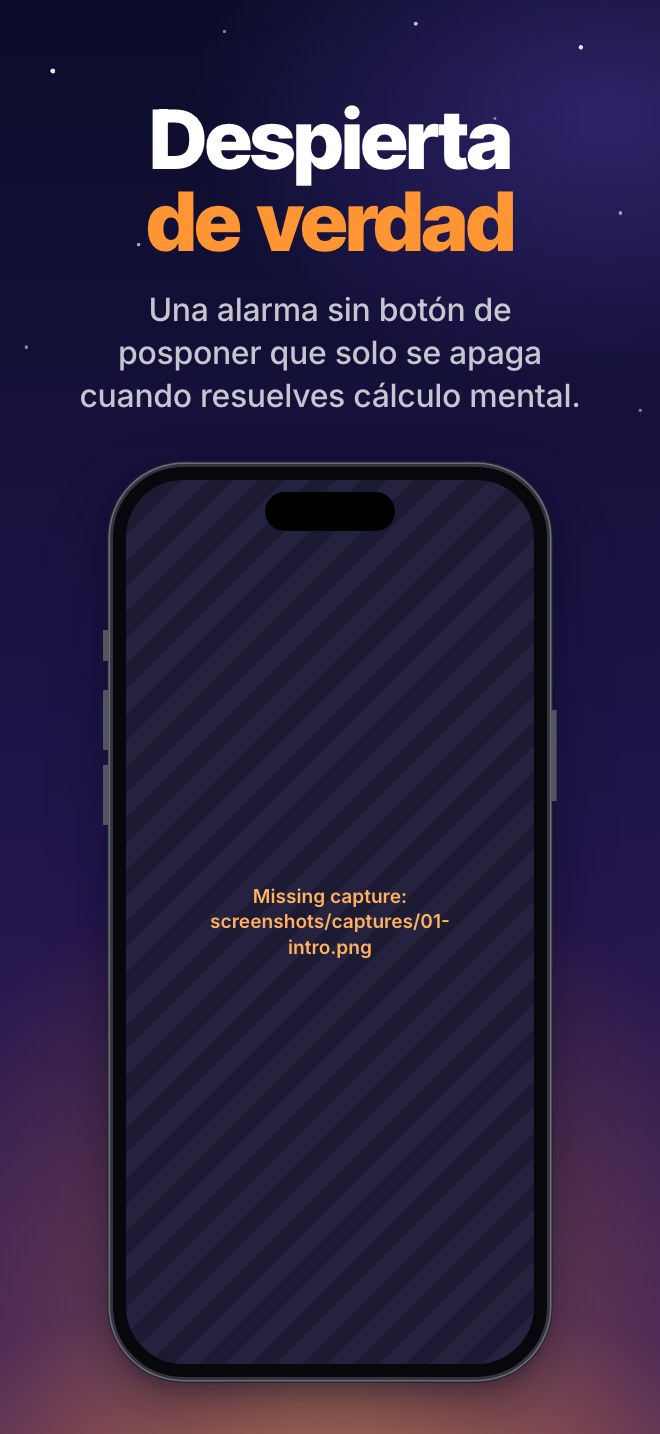 Despierta
de verdad
Una alarma sin botón de
posponer que solo se apaga
cuando resuelves cálculo mental.
Missing capture:
screenshots/captures/01-
intro.png